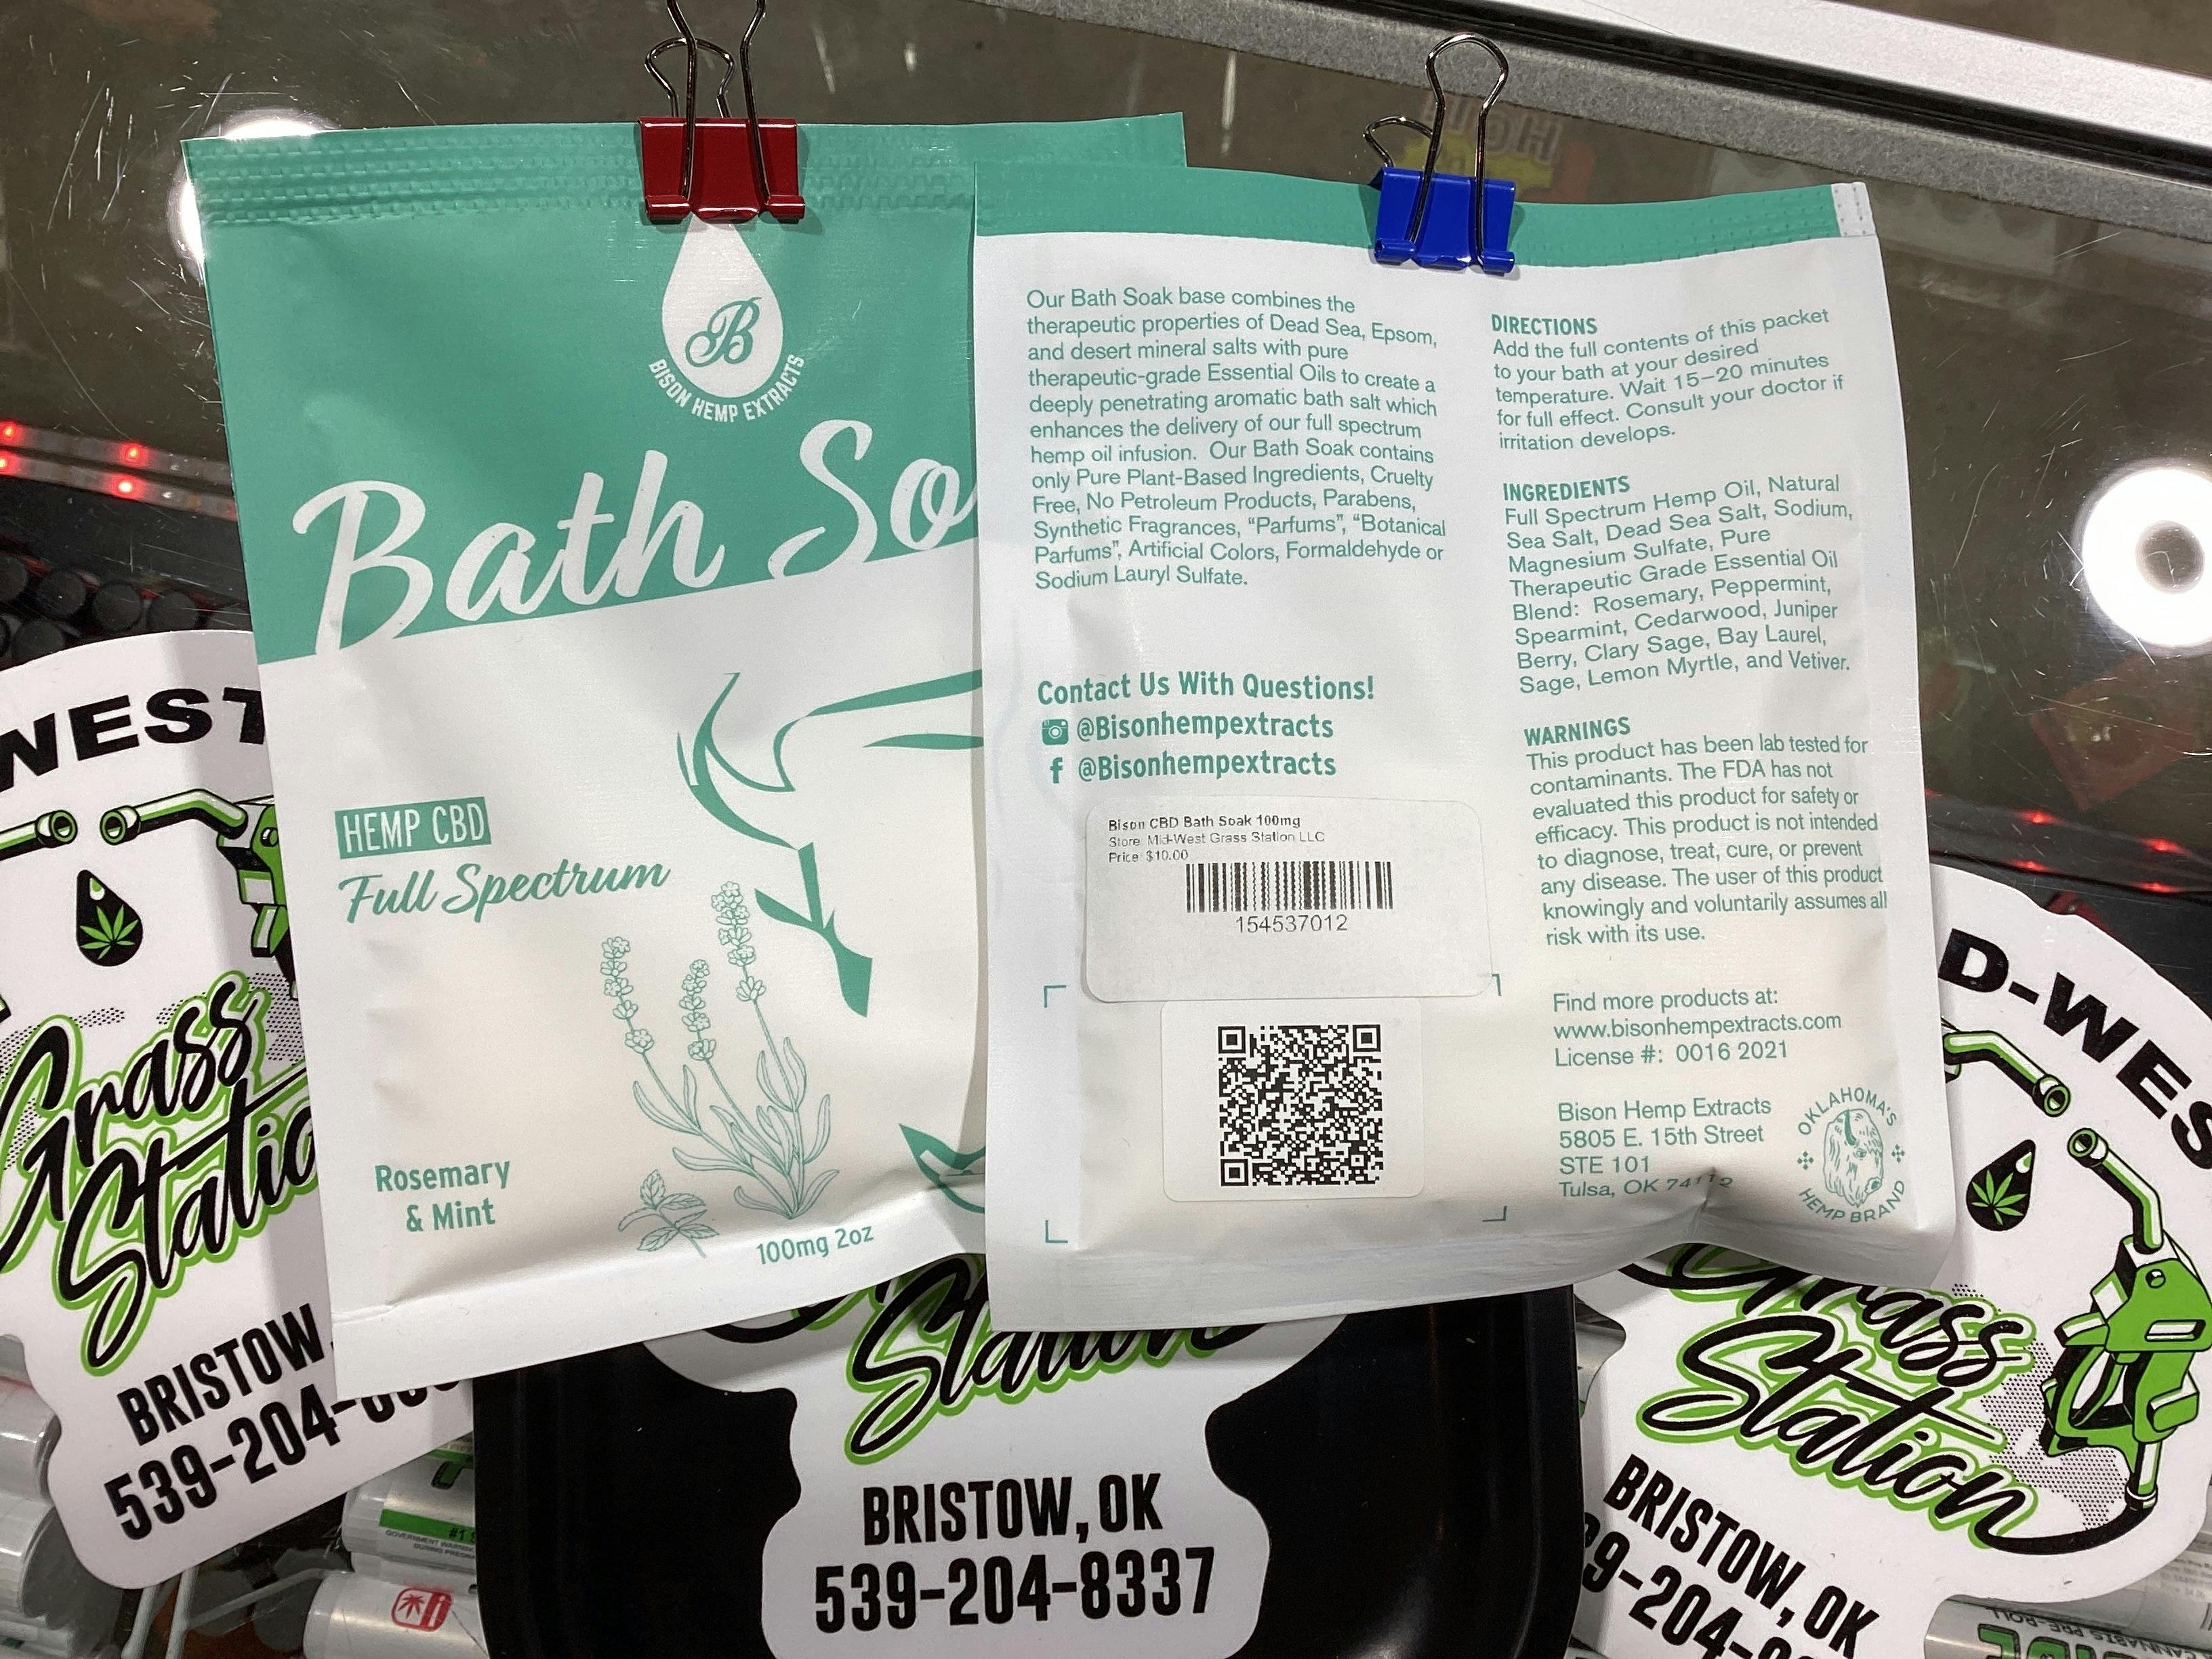 B
BISON HEMP EXTRACTS
Bath So
HEMP CBD
Full Spectrum
Rosemary
& Mint
100mg 2oz
Our Bath Soak base combines the
therapeutic properties of Dead Sea, Epsom,
and desert mineral salts with pure
therapeutic-grade Essential Oils to create a
deeply penetrating aromatic bath salt which
enhances the delivery of our full spectrum
hemp oil infusion. Our Bath Soak contains
only Pure Plant-Based Ingredients, Cruelty
Free, No Petroleum Products, Parabens,
Synthetic Fragrances, "Parfums", "Botanical
Parfums", Artificial Colors, Formaldehyde or
Sodium Lauryl Sulfate.
Contact Us With Questions!
@Bisonhempextracts
f @Bisonhempextracts
Bison CBD Bath Soak 100mg
Store: Mid-West Grass Station LLC
Price: $10.00
154537012
DIRECTIONS
Add the full contents of this packet
to your bath at your desired
temperature. Wait 15–20 minutes
for full effect. Consult your doctor if
irritation develops.
INGREDIENTS
Full Spectrum Hemp Oil, Natural
Sea Salt, Dead Sea Salt, Sodium,
Magnesium Sulfate, Pure
Therapeutic Grade Essential Oil
Blend: Rosemary, Peppermint,
Spearmint, Cedarwood, Juniper
Berry, Clary Sage, Bay Laurel,
Sage, Lemon Myrtle, and Vetiver.
WARNINGS
This product has been lab tested for
contaminants. The FDA has not
evaluated this product for safety or
efficacy. This product is not intended
to diagnose, treat, cure, or prevent
any disease. The user of this product
knowingly and voluntarily assumes all
risk with its use.
Find more products at:
www.bisonhempextracts.com
License #: 0016 2021
Bison Hemp Extracts
5805 E. 15th Street
STE 101
Tulsa, OK 74112
OKLAHOMA'S
HEMP BRAND
WEST
Grass
Station
BRISTOW,
539-204-
Station
BRISTOW, OK
539-204-8337
D-WES
Grass
Station
BRISTOW, OK
9-204-8